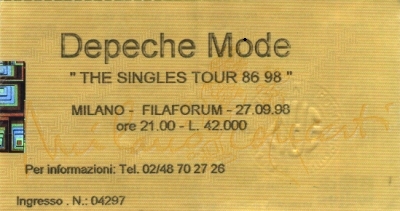 Depeche Mode
" THE SINGLES TOUR 86 98 "
MILANO - FILAFORUM - 27.09.98
ore 21.00 - L. 42.000
Per informazioni: Tel. 02/48 70 27 26
Ingresso . N.: 04297